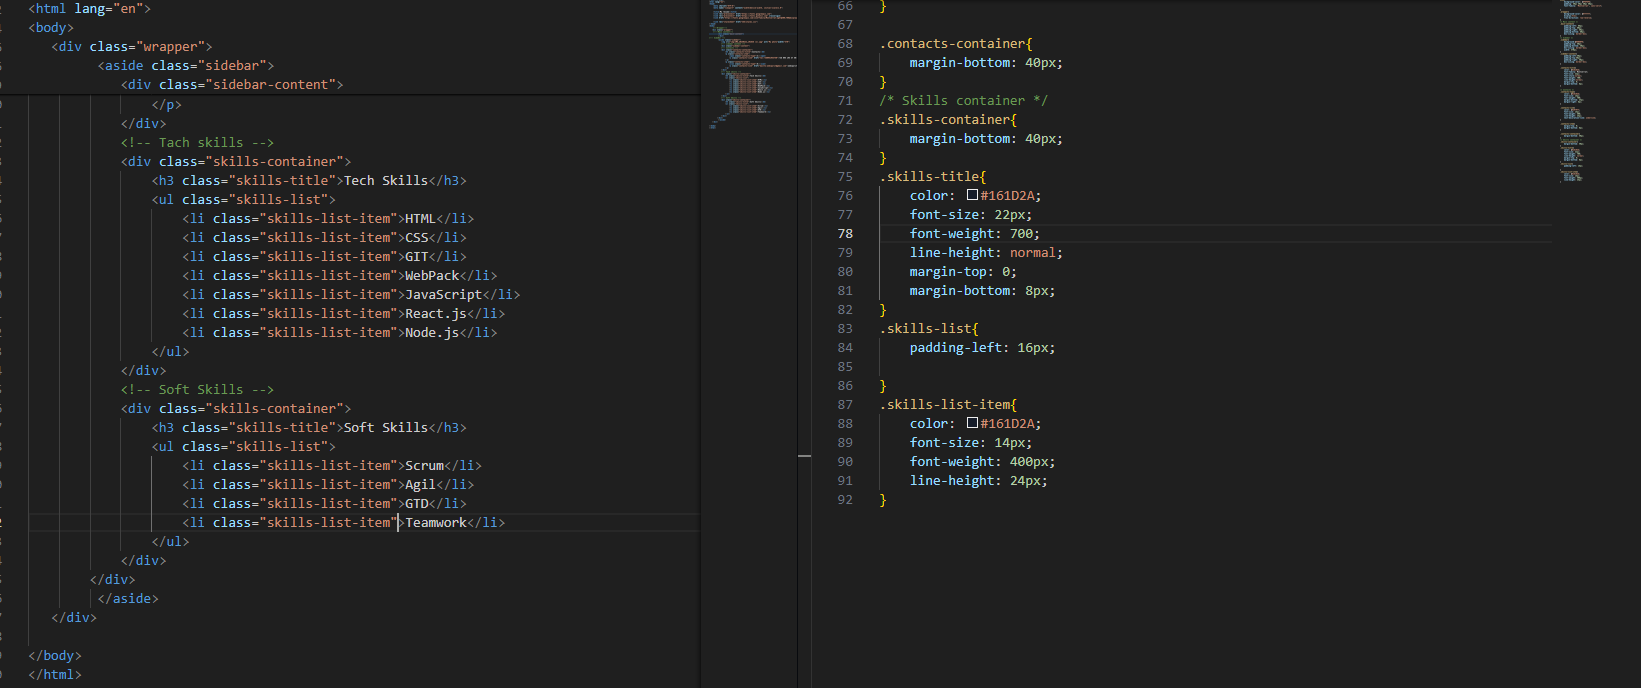 <html lang="en">
<body>
<div class="wrapper">
<aside class="sidebar">
<div class="sidebar-content">
</p>
</div>
<!-- Tach skills -->
<div class="skills-container">
<h3 class="skills-title">Tech Skills</h3>
<ul class="skills-list">
<li class="skills-list-item">HTML</li>
<li class="skills-list-item">CSS</li>
<li class="skills-list-item">GIT</li>
<li class="skills-list-item">WebPack</li>
<li class="skills-list-item">JavaScript</li>
<li class="skills-list-item">React.js</li>
<li class="skills-list-item">Node.js</li>
</ul>
</div>
<!-- Soft Skills -->
<div class="skills-container">
<h3 class="skills-title">Soft Skills</h3>
<ul class="skills-list">
<li class="skills-list-item">Scrum</li>
<li class="skills-list-item">Agil</li>
<li class="skills-list-item">GTD</li>
<li class="skills-list-item">Teamwork</li>
</ul>
</div>
</div>
</aside>
</div>
</body>
</html>
66 }
67
68 .contacts-container{
69 margin-bottom: 40px;
70 }
71 /* Skills container */
72 .skills-container{
73 margin-bottom: 40px;
74 }
75 .skills-title{
76 color: #161D2A;
77 font-size: 22px;
78 font-weight: 700;
79 line-height: normal;
80 margin-top: 0;
81 margin-bottom: 8px;
82 }
83 .skills-list{
84 padding-left: 16px;
85
86 }
87 .skills-list-item{
88 color: #161D2A;
89 font-size: 14px;
90 font-weight: 400px;
91 line-height: 24px;
92 }